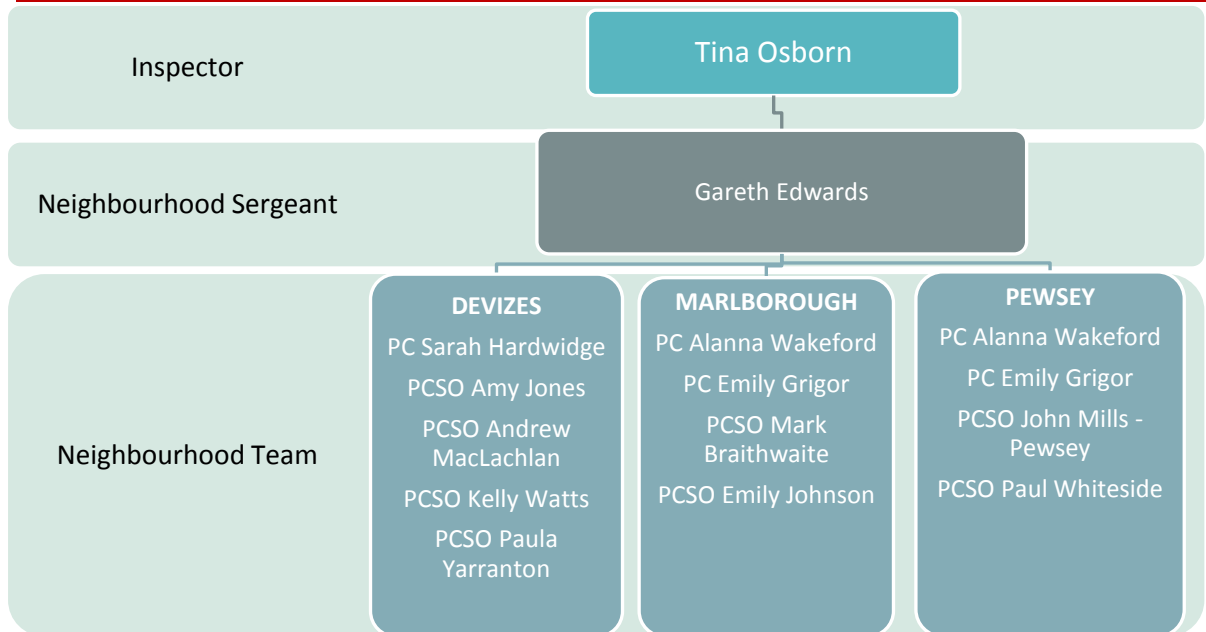 Inspector
Tina Osborn
Neighbourhood Sergeant
Gareth Edwards
Neighbourhood Team
DEVIZES
PC Sarah Hardwidge
PCSO Amy Jones
PCSO Andrew
MacLachlan
PCSO Kelly Watts
PCSO Paula
Yarranton
MARLBOROUGH
PC Alanna Wakeford
PC Emily Grigor
PCSO Mark
Braithwaite
PCSO Emily Johnson
PEWSEY
PC Alanna Wakeford
PC Emily Grigor
PCSO John Mills -
Pewsey
PCSO Paul Whiteside